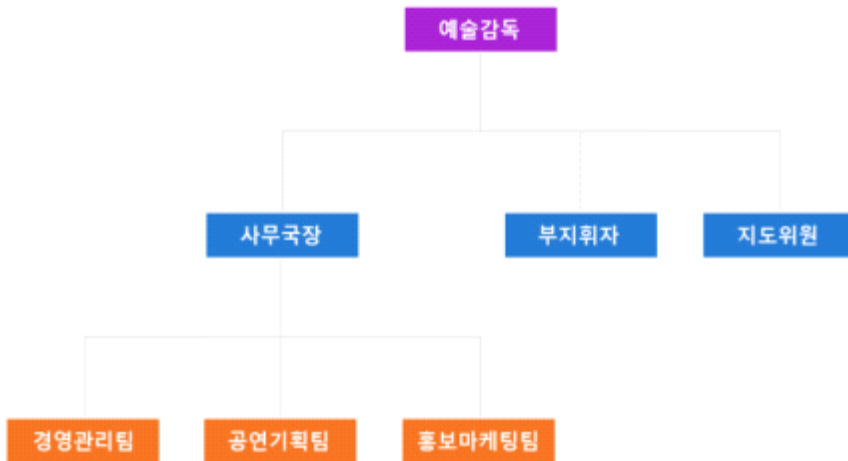 예술감독
사무국장
부지휘자
지도위원
경영관리팀
공연기획팀
홍보마케팅팀